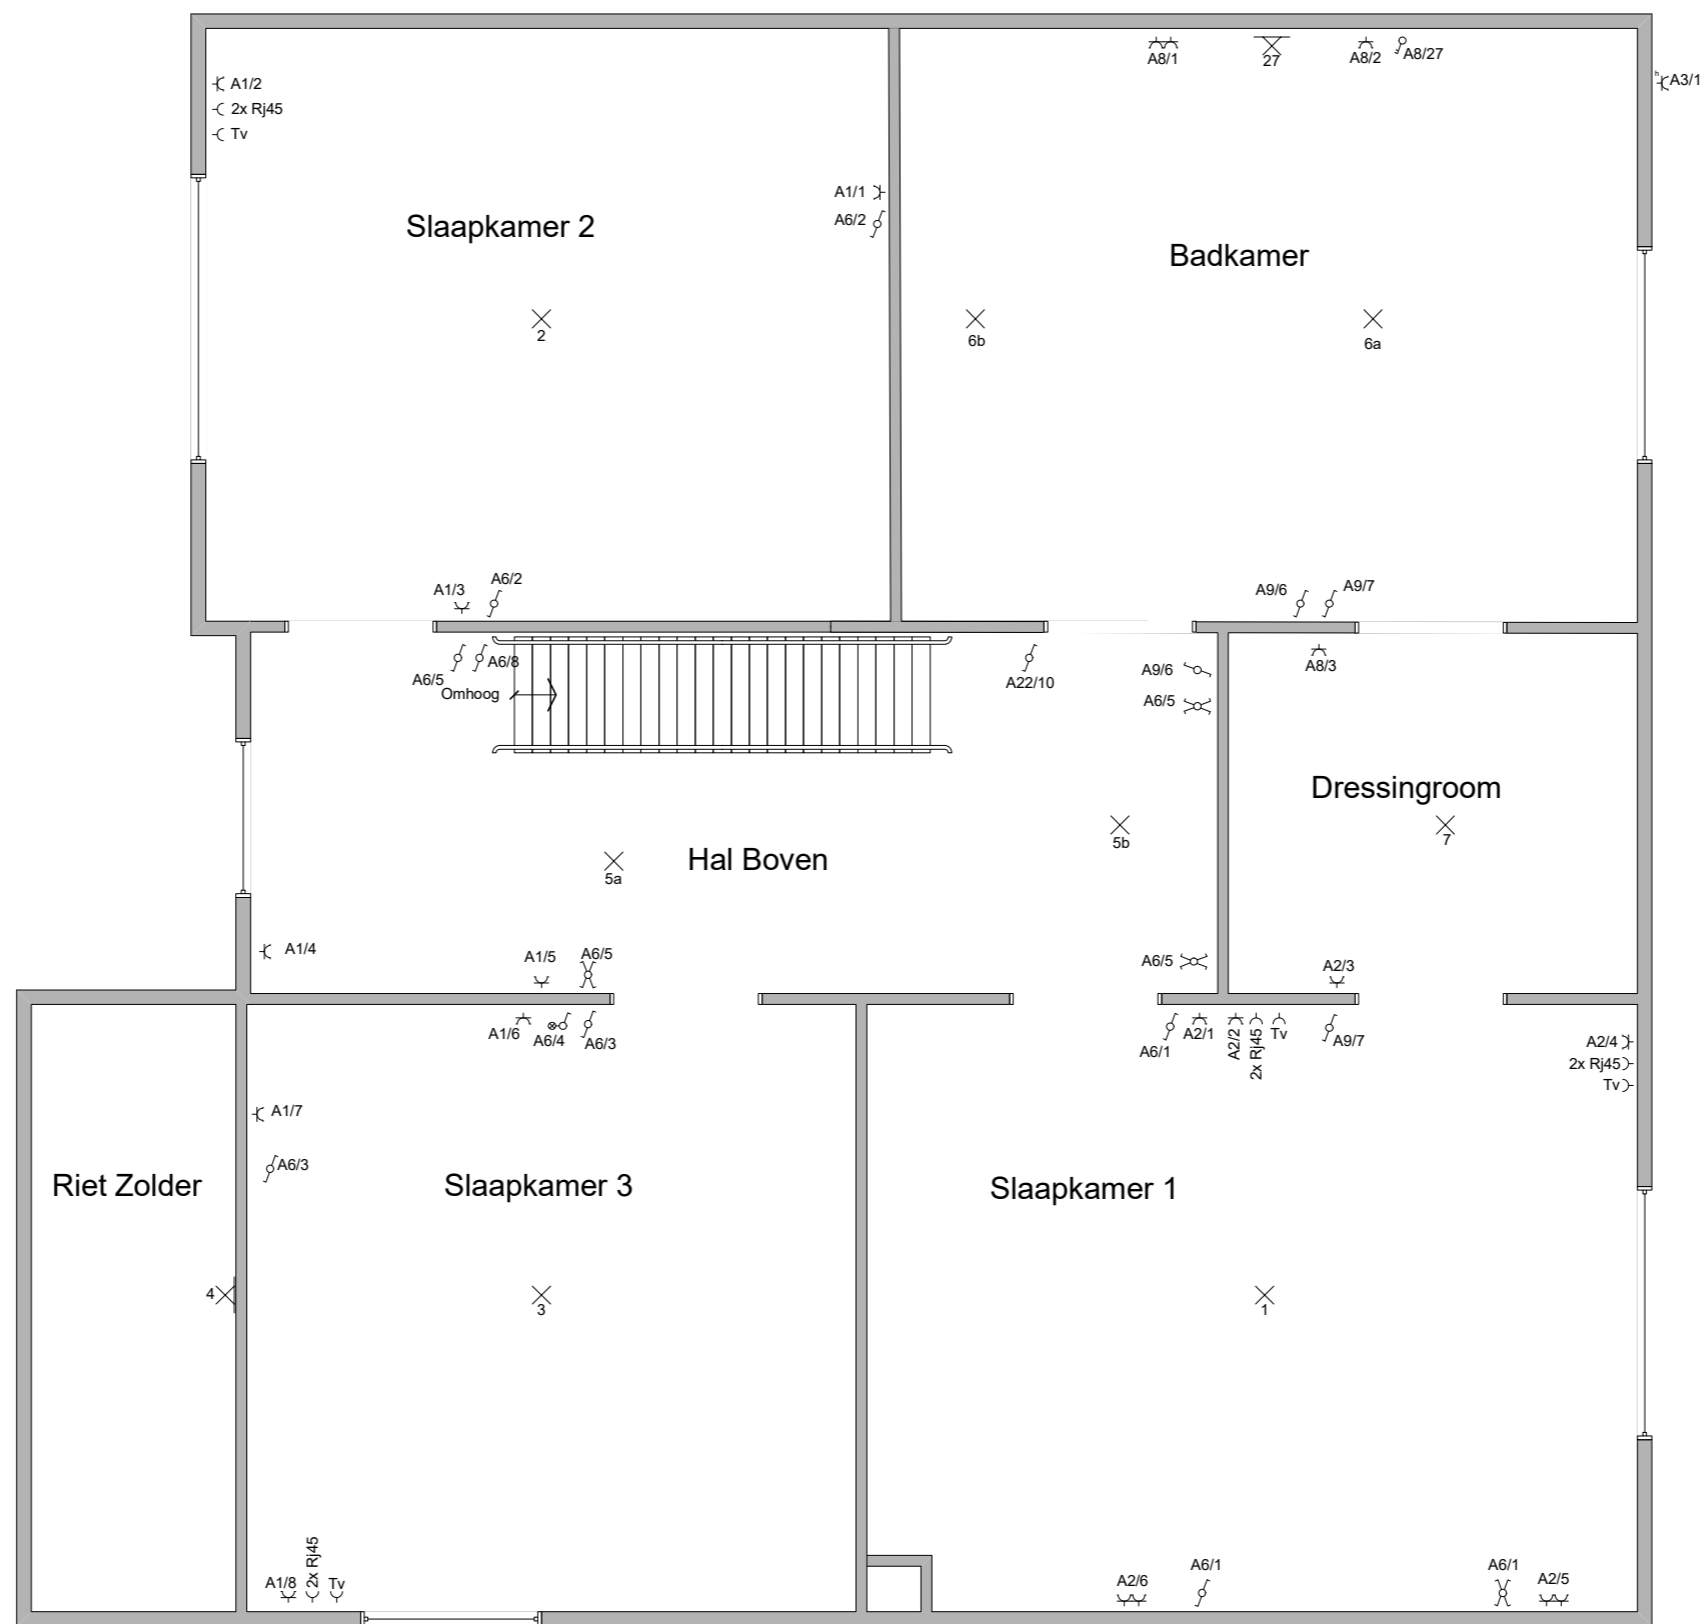 A8/1
27
A8/2
A8/27
A3/1
h
A1/2
2x Rj45
Tv
A1/1
A6/2
Slaapkamer 2
Badkamer
2
6b
6a
A1/3
A6/2
A9/6
A9/7
A6/5
A6/8
Omhoog
A22/10
A9/6
A6/5
A8/3
Dressingroom
5a
Hal Boven
5b
7
A1/4
A1/5
A6/5
A6/5
A2/3
A1/6
A6/4
A6/3
A6/1
A2/1
A2/2
2x Rj45
Tv
A9/7
A2/4
2x Rj45
Tv
A1/7
A6/3
Riet Zolder
Slaapkamer 3
Slaapkamer 1
4
3
1
A1/8
2x Rj45
Tv
A2/6
A6/1
A6/1
A2/5